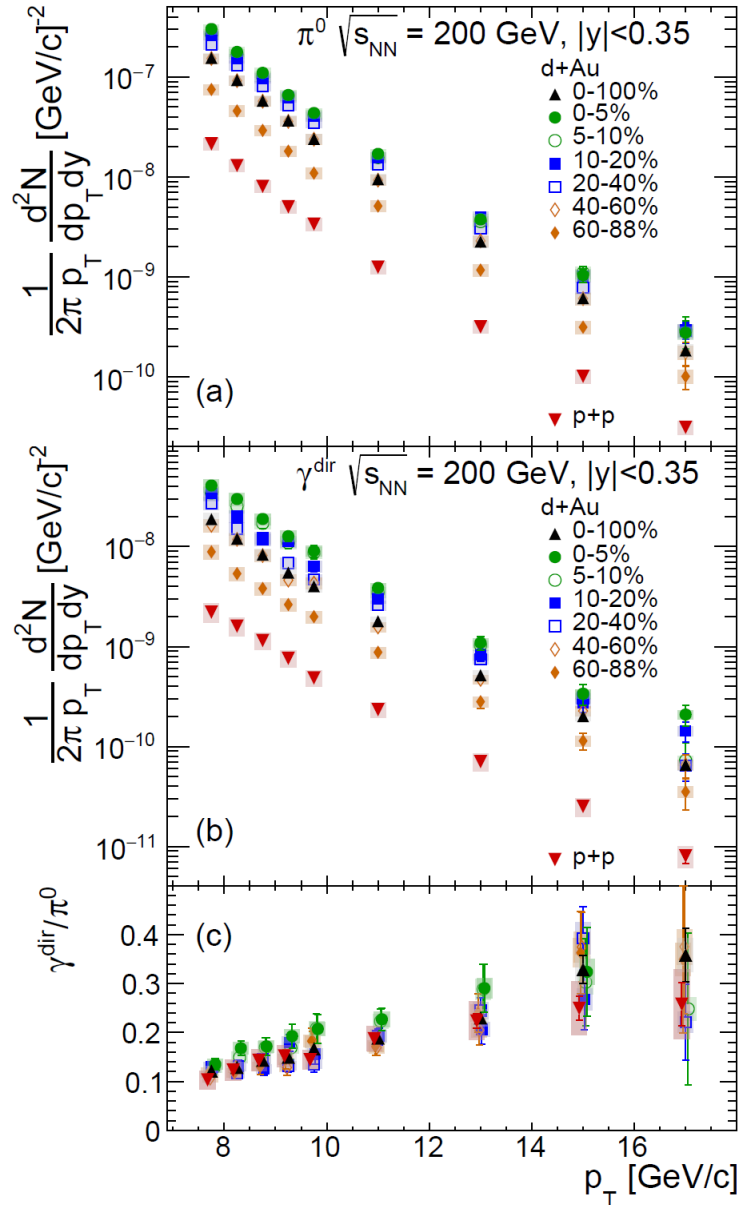 π⁰ √s_NN = 200 GeV, |y|<0.35
d+Au
0-100%
0-5%
5-10%
10-20%
20-40%
40-60%
60-88%
p+p
(a)
1/(2π p_T) d²N/(dp_T dy) [GeV/c]⁻²
10⁻⁷
10⁻⁸
10⁻⁹
10⁻¹⁰
γ^dir √s_NN = 200 GeV, |y|<0.35
d+Au
0-100%
0-5%
5-10%
10-20%
20-40%
40-60%
60-88%
p+p
(b)
1/(2π p_T) d²N/(dp_T dy) [GeV/c]⁻²
10⁻⁸
10⁻⁹
10⁻¹⁰
10⁻¹¹
(c)
γ^dir/π⁰
0.4
0.3
0.2
0.1
0
8 10 12 14 16
p_T [GeV/c]